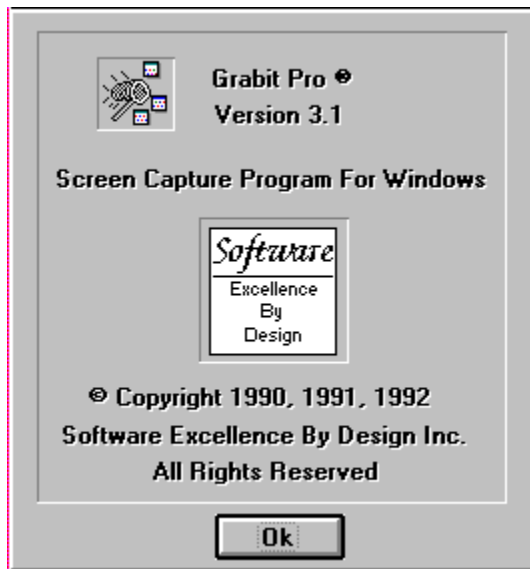 Grabit Pro ©
Version 3.1
Screen Capture Program For Windows
Software
Excellence
By
Design
© Copyright 1990, 1991, 1992
Software Excellence By Design Inc.
All Rights Reserved
Ok